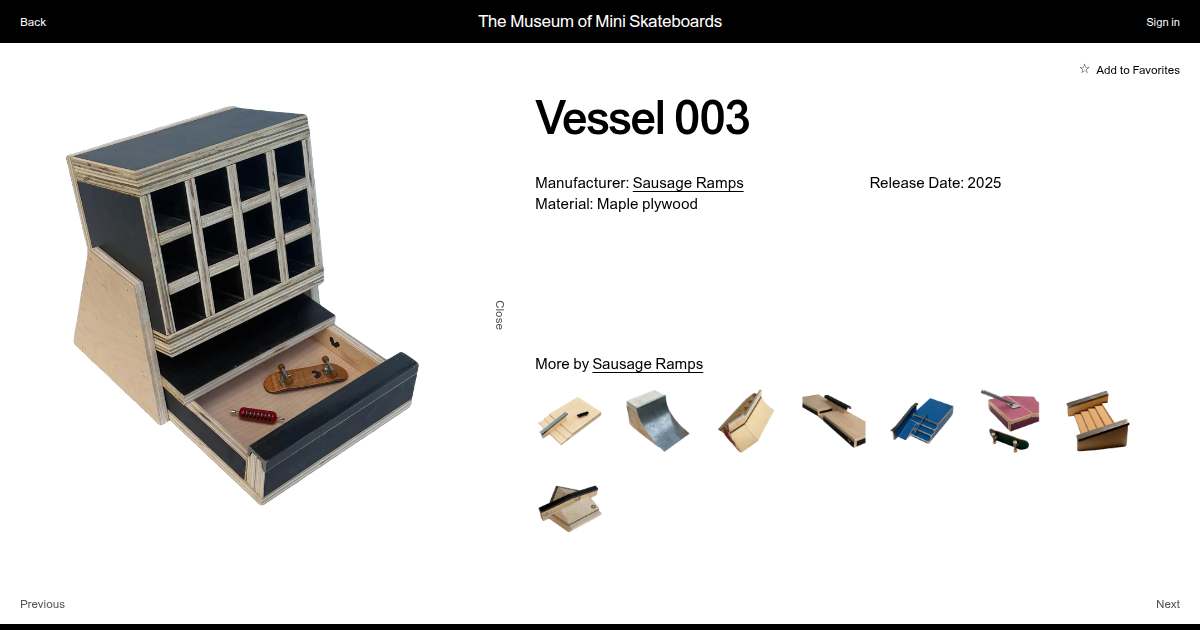 Back
The Museum of Mini Skateboards
Sign in
☆ Add to Favorites
Vessel 003
Manufacturer: Sausage Ramps
Release Date: 2025
Material: Maple plywood
Close
More by Sausage Ramps
Previous
Next